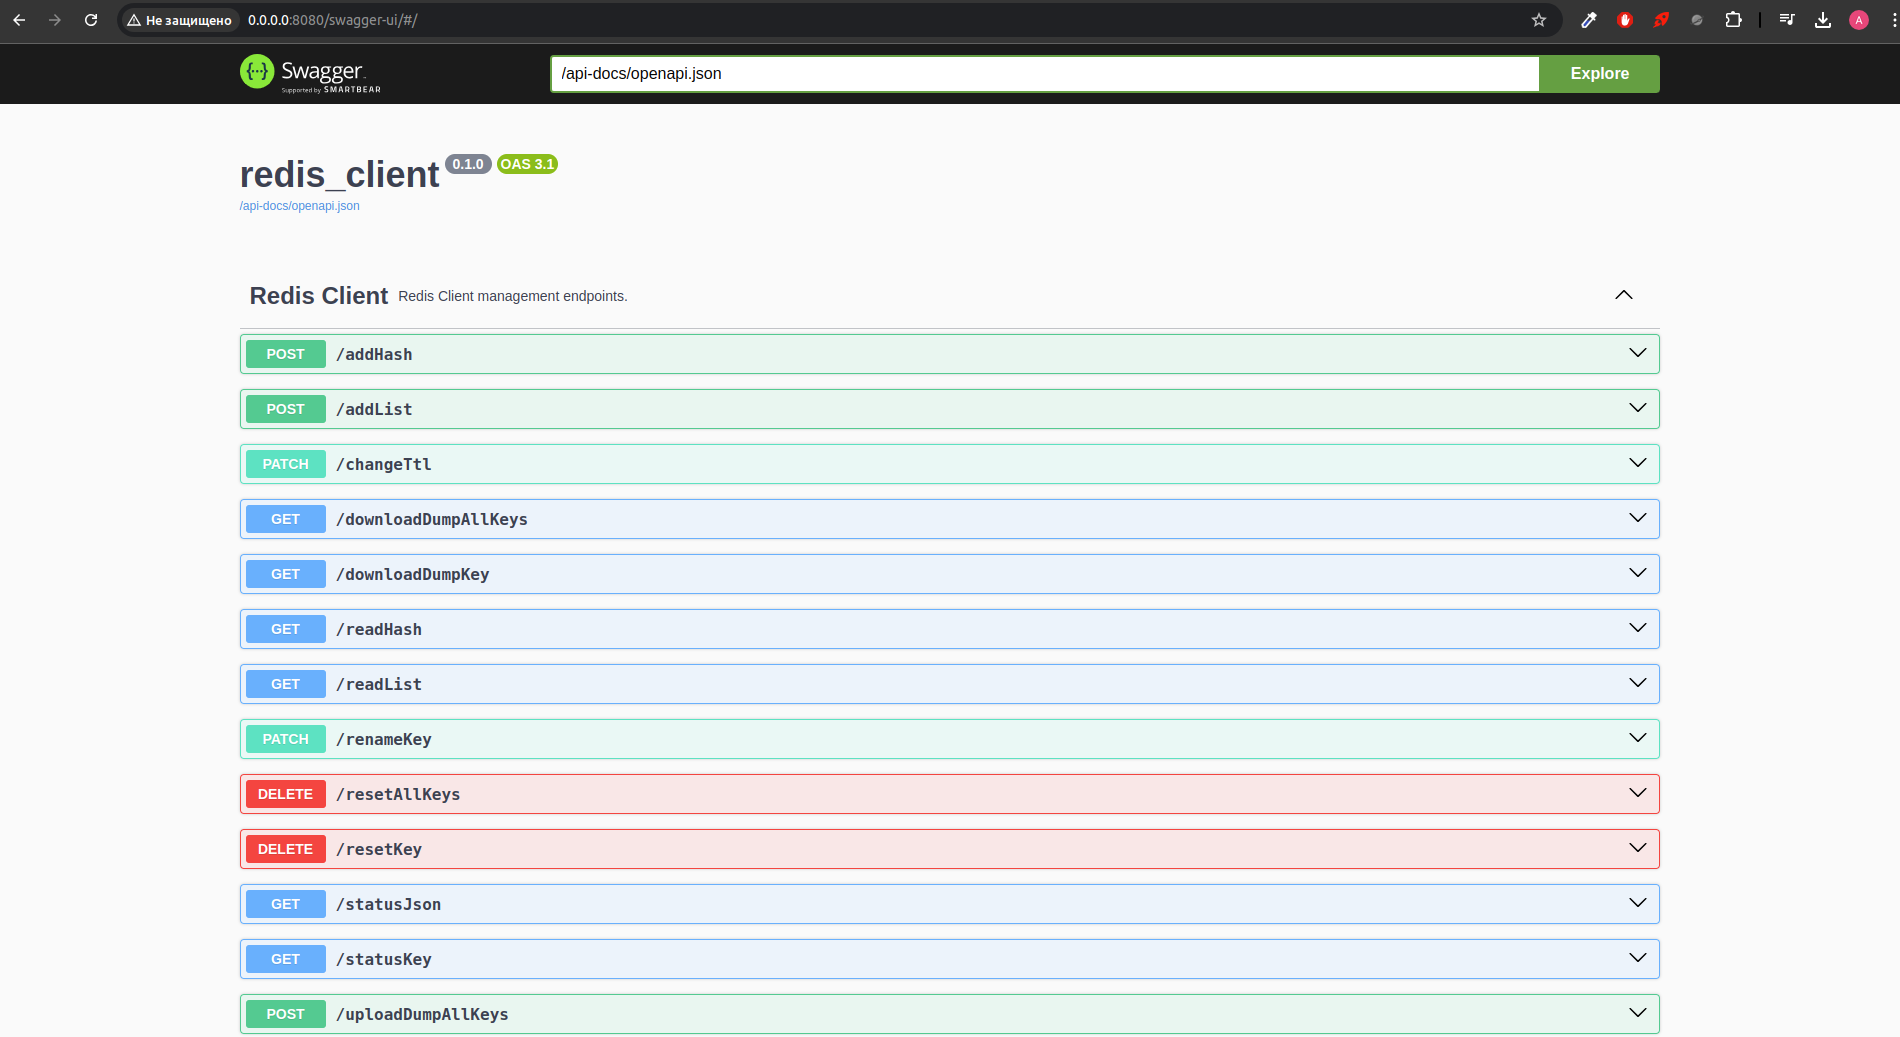 Не защищено 0.0.0.0:8080/swagger-ui/#/
A
{···} Swagger™
Supported by SMARTBEAR
/api-docs/openapi.json
Explore
redis_client 0.1.0 OAS 3.1
/api-docs/openapi.json
Redis Client Redis Client management endpoints.
POST /addHash
POST /addList
PATCH /changeTtl
GET /downloadDumpAllKeys
GET /downloadDumpKey
GET /readHash
GET /readList
PATCH /renameKey
DELETE /resetAllKeys
DELETE /resetKey
GET /statusJson
GET /statusKey
POST /uploadDumpAllKeys